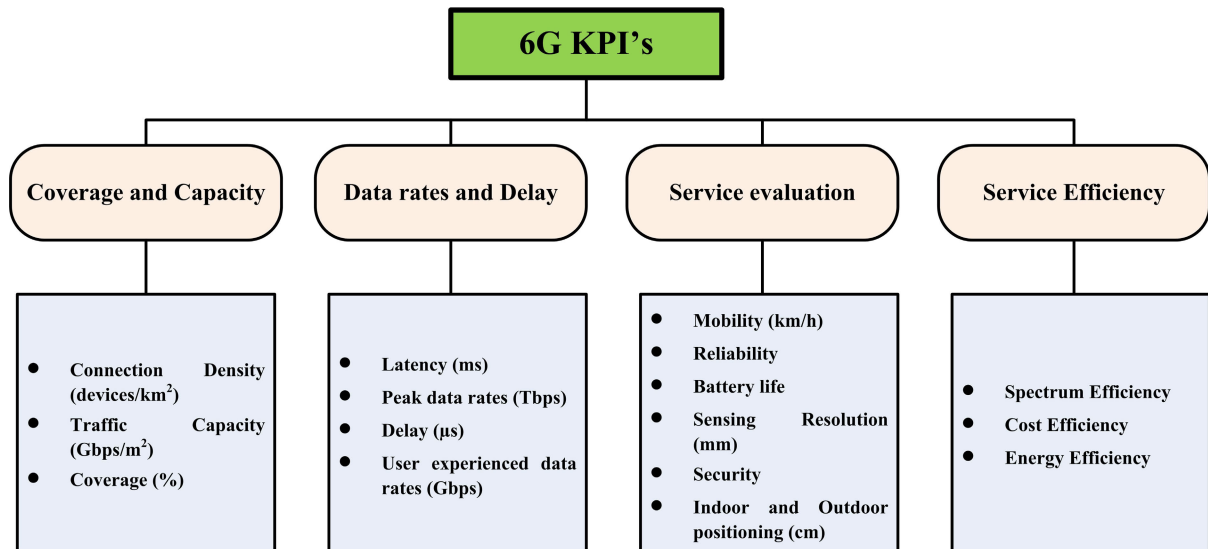 6G KPI’s
Coverage and Capacity
Data rates and Delay
Service evaluation
Service Efficiency
● Connection Density
(devices/km²)
● Traffic Capacity
(Gbps/m²)
● Coverage (%)
● Latency (ms)
● Peak data rates (Tbps)
● Delay (µs)
● User experienced data
rates (Gbps)
● Mobility (km/h)
● Reliability
● Battery life
● Sensing Resolution
(mm)
● Security
● Indoor and Outdoor
positioning (cm)
● Spectrum Efficiency
● Cost Efficiency
● Energy Efficiency